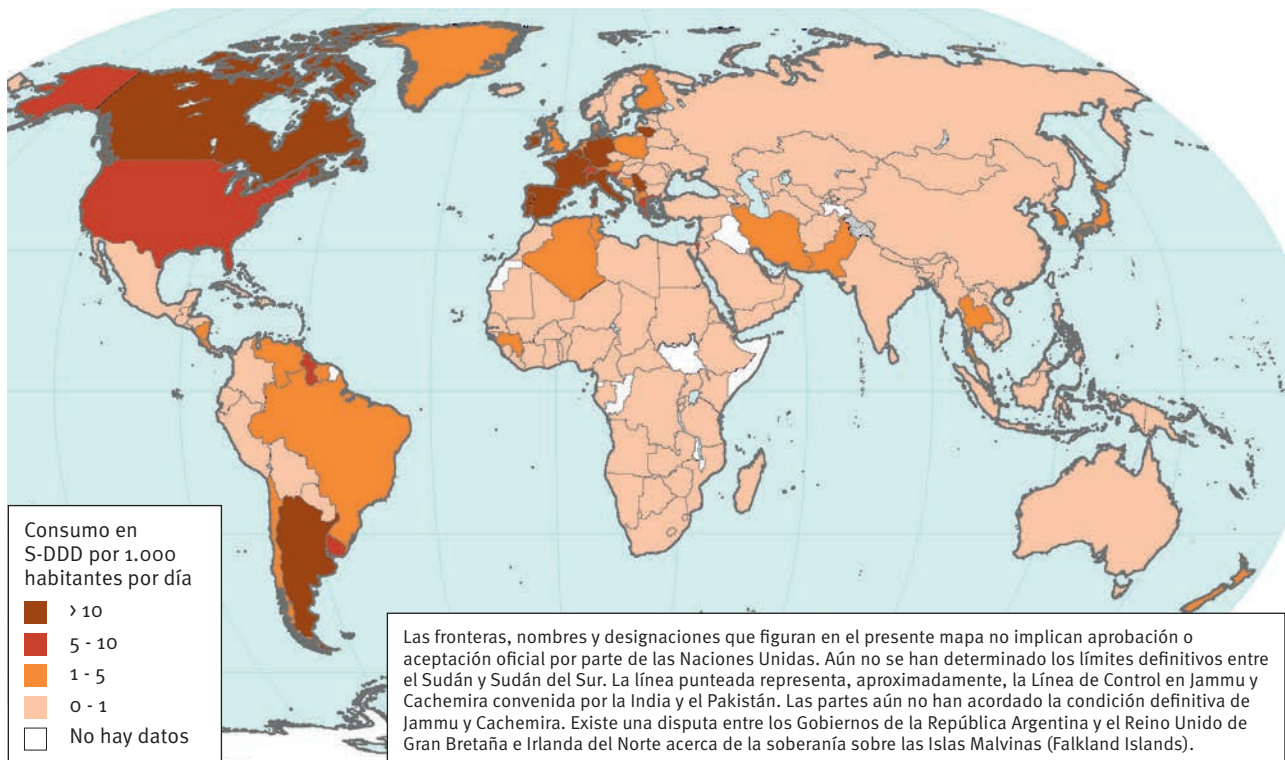 Consumo en
S-DDD por 1.000
habitantes por día
> 10
5 - 10
1 - 5
0 - 1
No hay datos
Las fronteras, nombres y designaciones que figuran en el presente mapa no implican aprobación o
aceptación oficial por parte de las Naciones Unidas. Aún no se han determinado los límites definitivos entre
el Sudán y Sudán del Sur. La línea punteada representa, aproximadamente, la Línea de Control en Jammu y
Cachemira convenida por la India y el Pakistán. Las partes aún no han acordado la condición definitiva de
Jammu y Cachemira. Existe una disputa entre los Gobiernos de la República Argentina y el Reino Unido de
Gran Bretaña e Irlanda del Norte acerca de la soberanía sobre las Islas Malvinas (Falkland Islands).